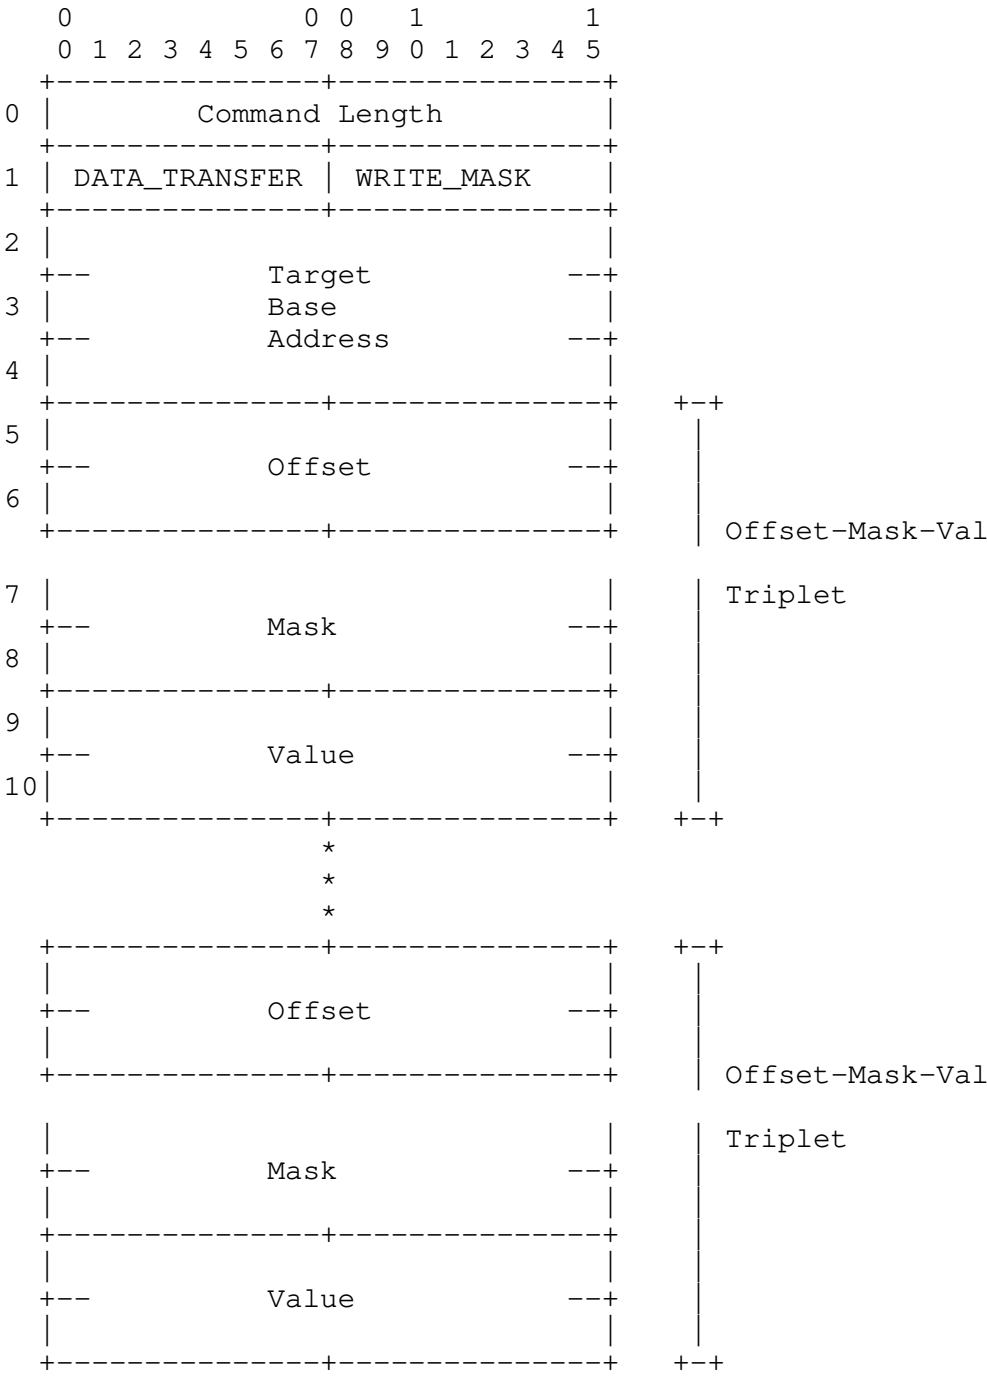 0               0 0   1         1
     0 1 2 3 4 5 6 7 8 9 0 1 2 3 4 5
    +---------------+---------------+
0   |        Command Length         |
    +---------------+---------------+
1   | DATA_TRANSFER | WRITE_MASK    |
    +---------------+---------------+
2   |                               |
    +--          Target           --+
3   |            Base               |
    +--          Address          --+
4   |                               |
    +---------------+---------------+    +-+
5   |                               |     |
    +--          Offset           --+     |
6   |                               |     |
    +---------------+---------------+     | Offset-Mask-Val
7   |                               |     | Triplet
    +--          Mask             --+     |
8   |                               |     |
    +---------------+---------------+     |
9   |                               |     |
    +--          Value            --+     |
10|                               |     |
    +---------------+---------------+    +-+
                    *
                    *
                    *
    +---------------+---------------+    +-+
    |                               |     |
    +--          Offset           --+     |
    |                               |     |
    +---------------+---------------+     | Offset-Mask-Val
    |                               |     | Triplet
    +--          Mask             --+     |
    |                               |     |
    +---------------+---------------+     |
    |                               |     |
    +--          Value            --+     |
    |                               |     |
    +---------------+---------------+    +-+